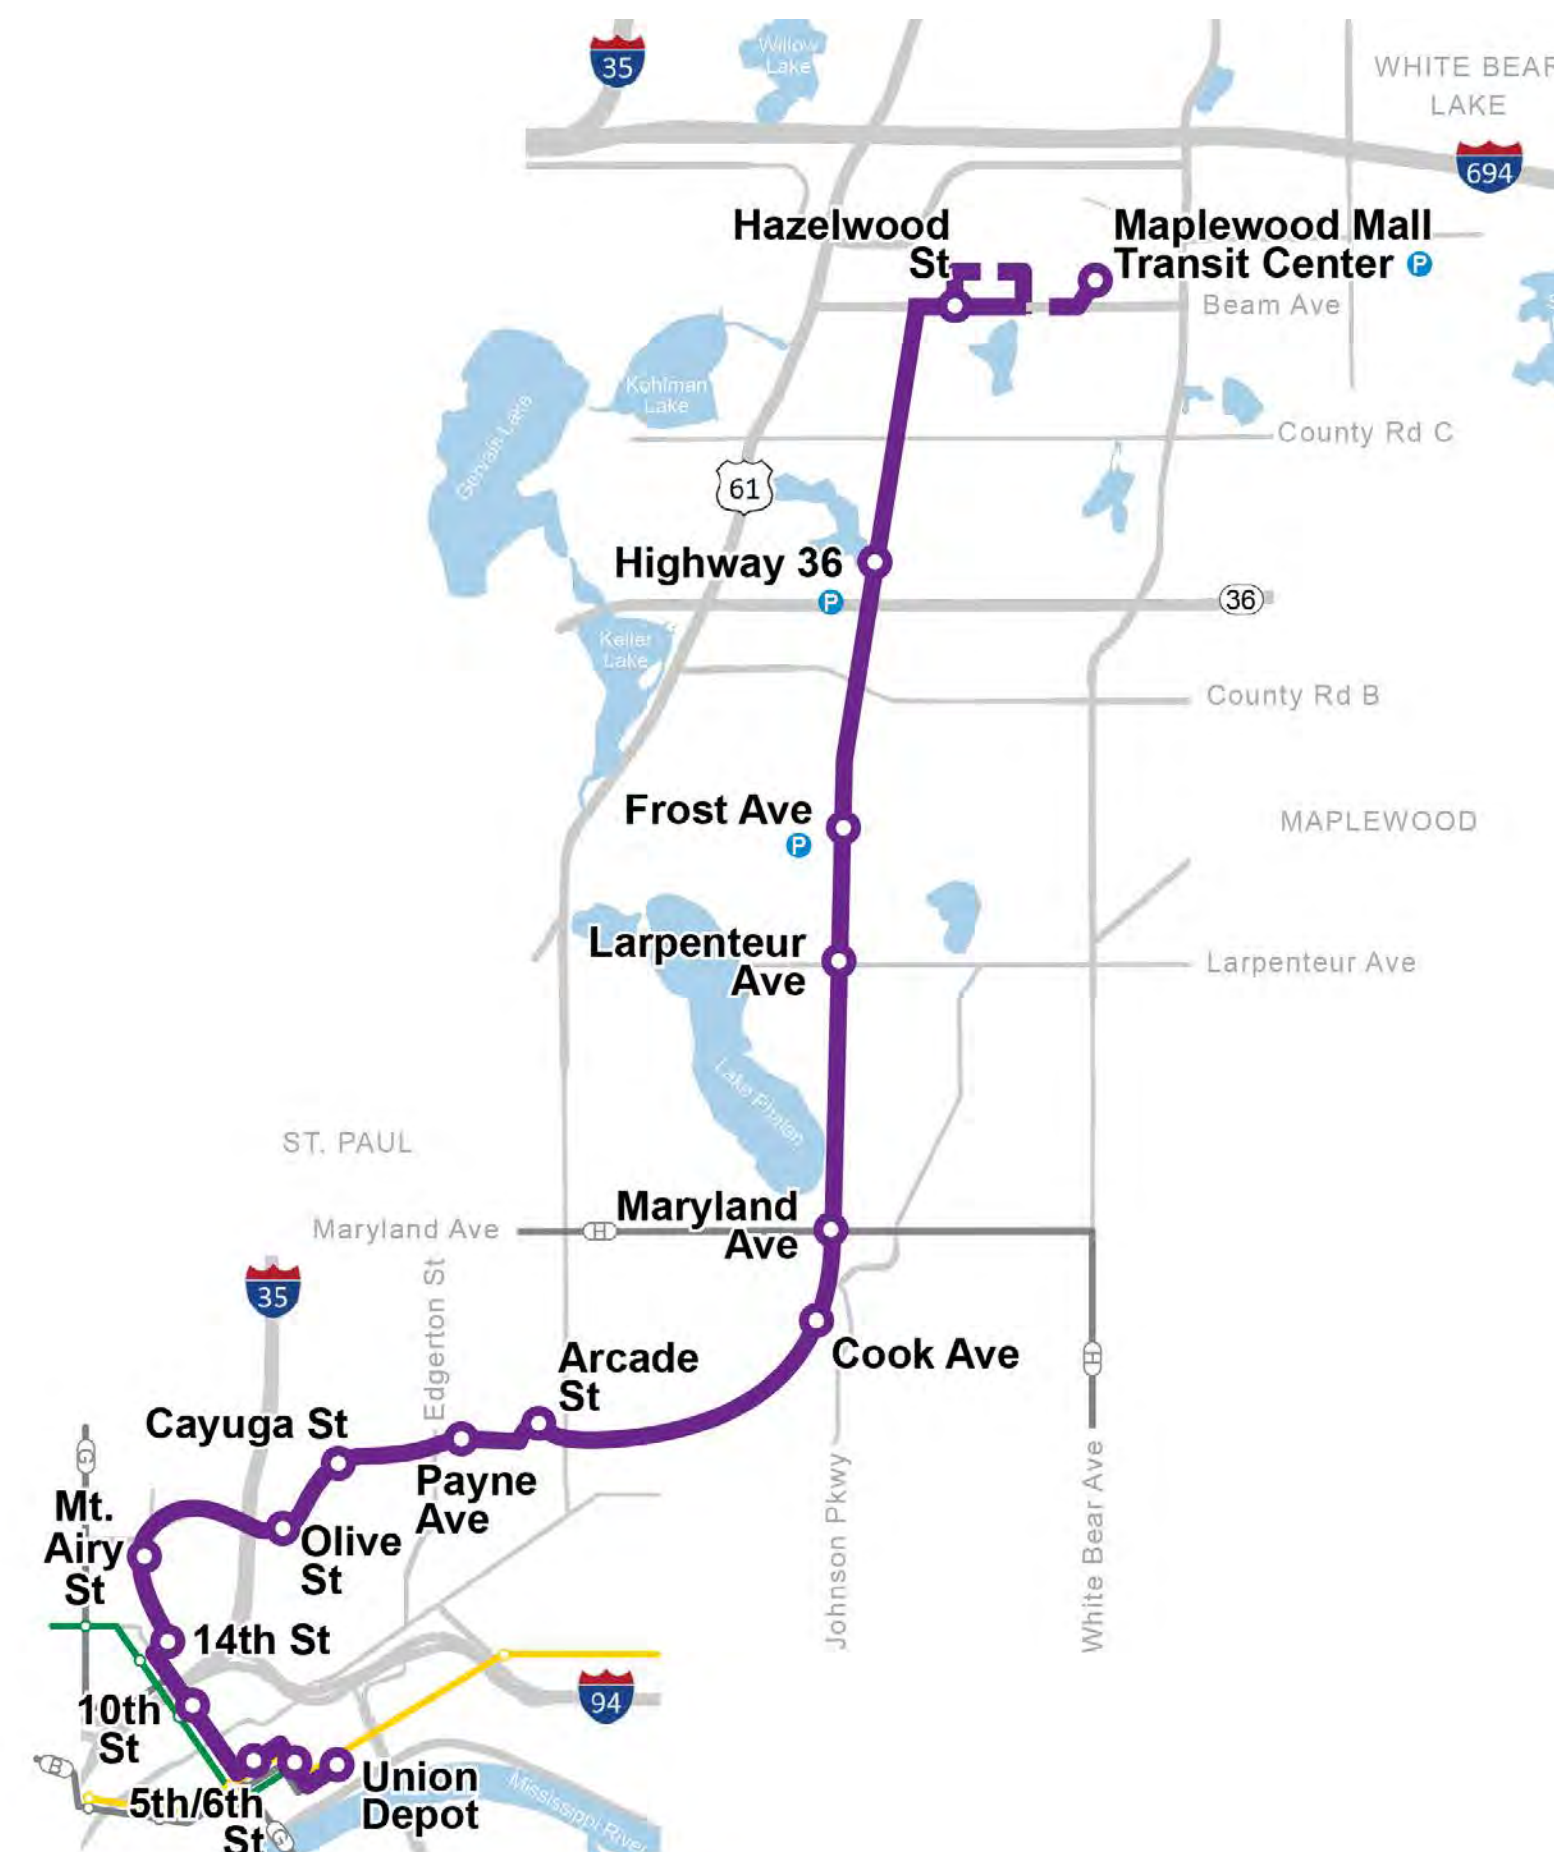 35
Willow
Lake
WHITE BEAR
LAKE
694
Hazelwood
St
Maplewood Mall
Transit Center P
Beam Ave
Kohlman
Lake
Gervais Lake
County Rd C
61
Highway 36
P
36
Keller
Lake
County Rd B
Frost Ave
P
MAPLEWOOD
Larpenteur
Ave
Larpenteur Ave
Lake Phalen
ST. PAUL
Maryland
Ave
Maryland Ave
H
35
Edgerton St
Arcade
St
Cook Ave
H
Cayuga St
G
Payne
Ave
Mt.
Airy
St
Olive
St
Johnson Pkwy
White Bear Ave
14th St
94
10th
St
B
Union
Depot
5th/6th
St
G
Mississippi River